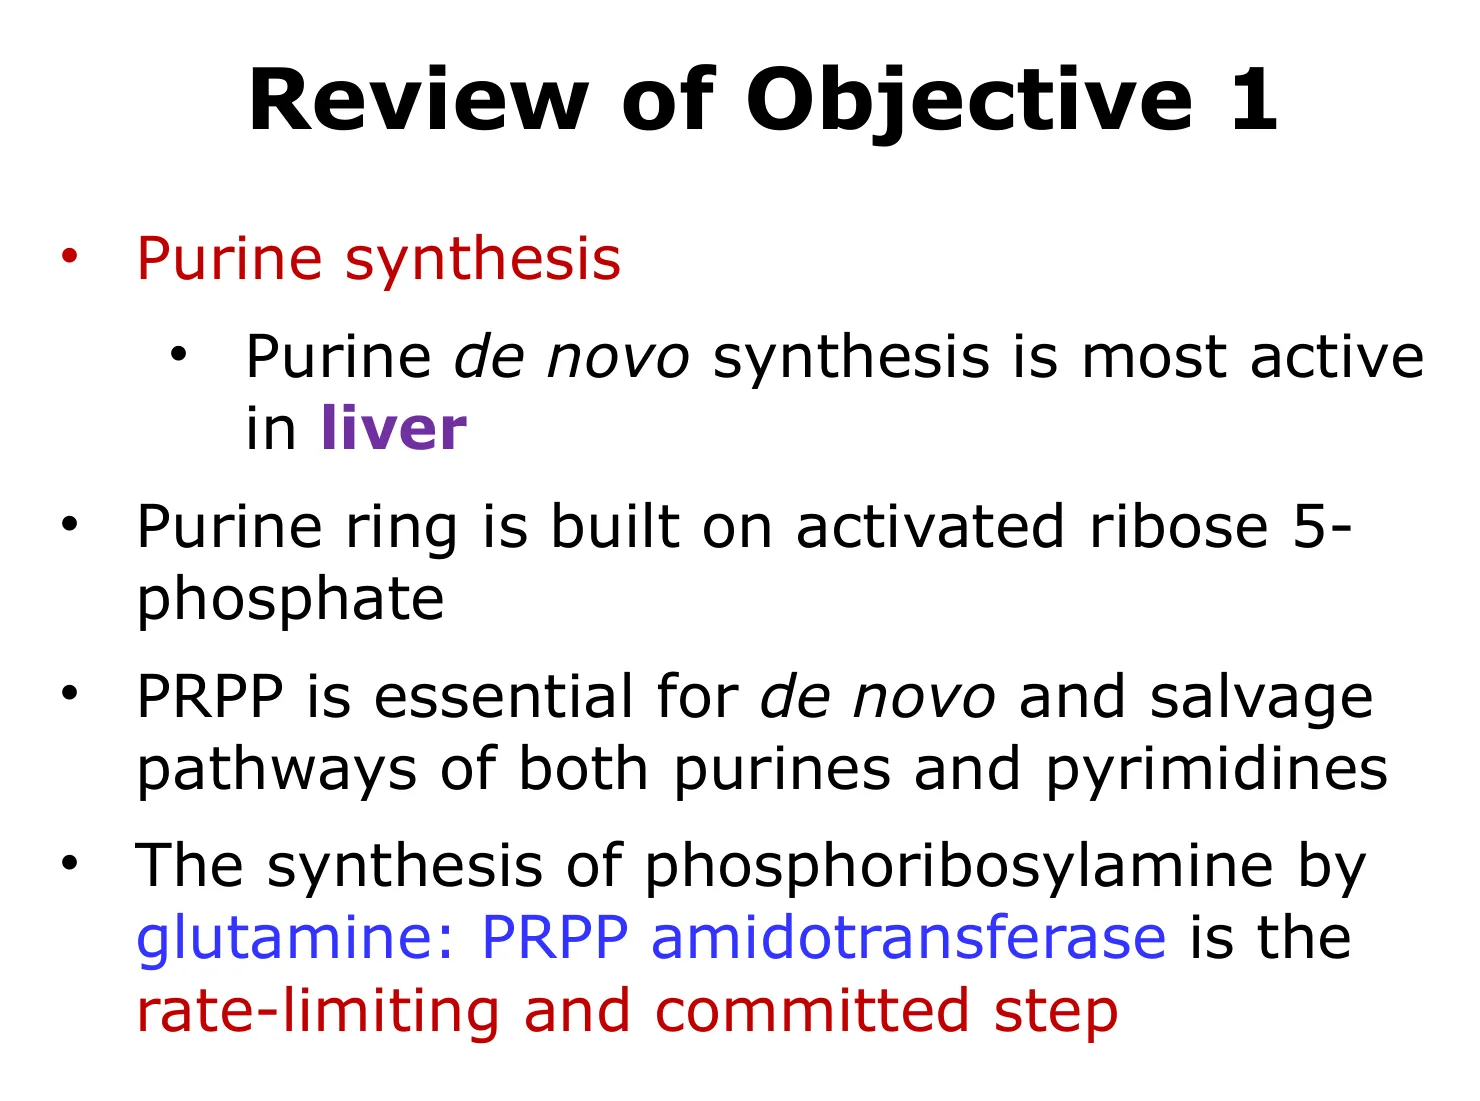 Review of Objective 1
• Purine synthesis
• Purine de novo synthesis is most active
in liver
• Purine ring is built on activated ribose 5-
phosphate
• PRPP is essential for de novo and salvage
pathways of both purines and pyrimidines
• The synthesis of phosphoribosylamine by
glutamine: PRPP amidotransferase is the
rate-limiting and committed step